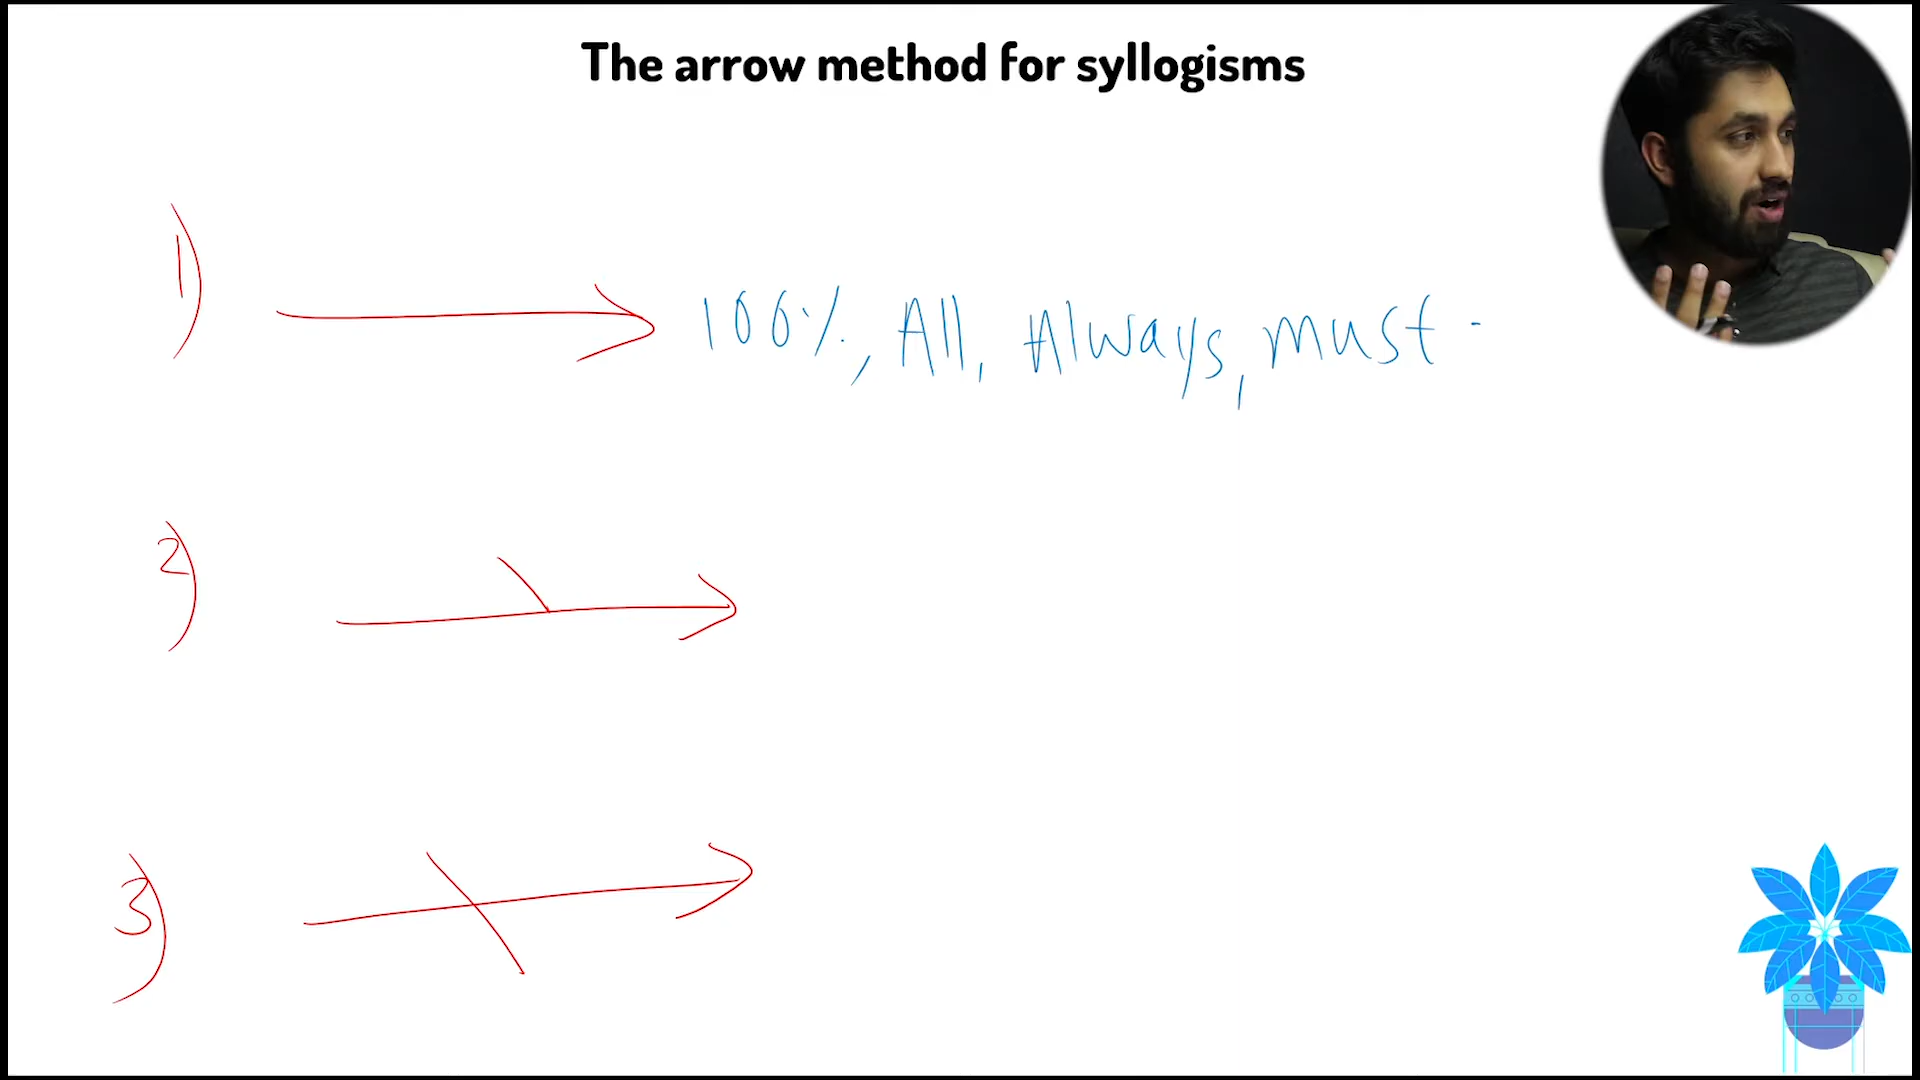 The arrow method for syllogisms
1) 100%, All, Always, must
2)
3)